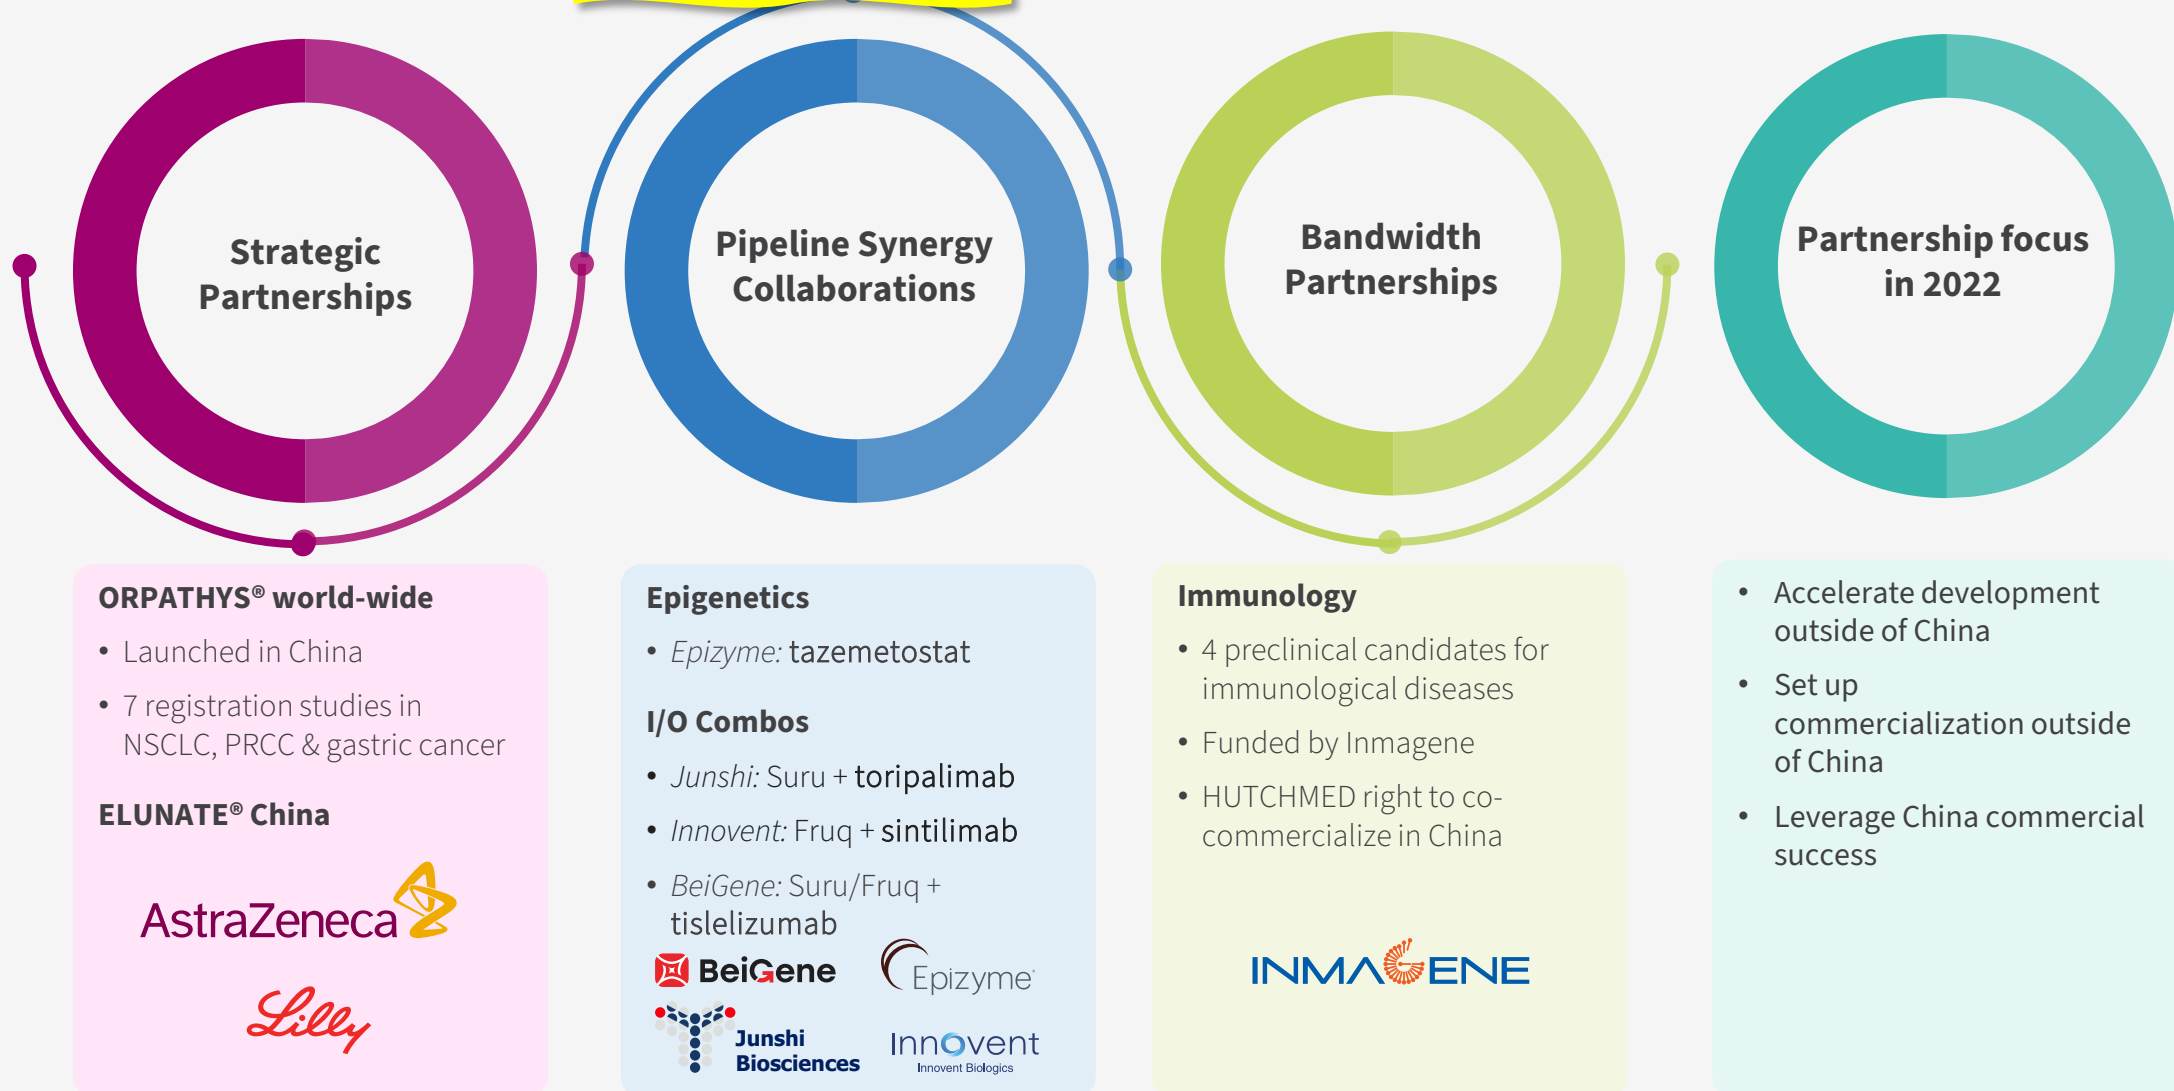 Strategic
Partnerships
Pipeline Synergy
Collaborations
Bandwidth
Partnerships
Partnership focus
in 2022
ORPATHYS® world-wide
• Launched in China
• 7 registration studies in
NSCLC, PRCC & gastric cancer
ELUNATE® China
AstraZeneca
Lilly
Epigenetics
• Epizyme: tazemetostat
I/O Combos
• Junshi: Suru + toripalimab
• Innovent: Fruq + sintilimab
• BeiGene: Suru/Fruq +
tislelizumab
BeiGene
Epizyme
Junshi
Biosciences
Innovent
Innovent Biologics
Immunology
• 4 preclinical candidates for
immunological diseases
• Funded by Inmagene
• HUTCHMED right to co-
commercialize in China
INMAGENE
• Accelerate development
outside of China
• Set up
commercialization outside
of China
• Leverage China commercial
success